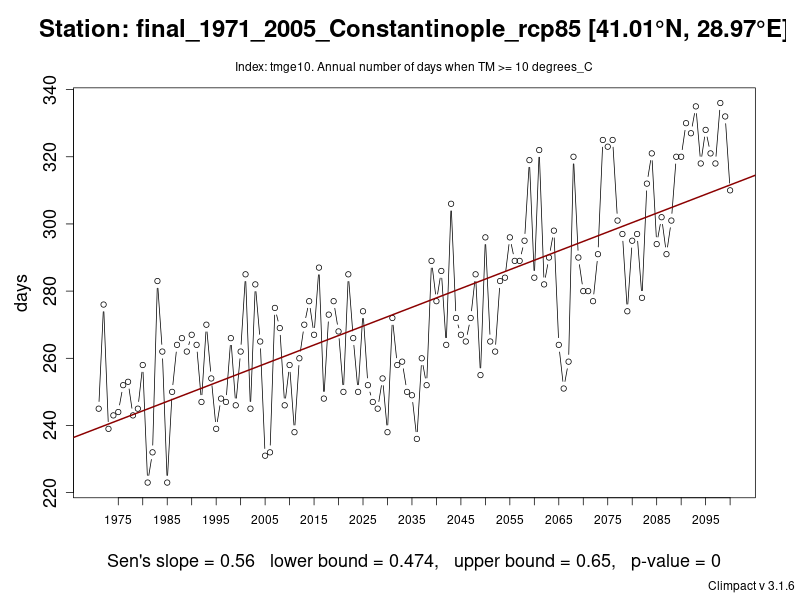 Station: final_1971_2005_Constantinople_rcp85 [41.01°N, 28.97°E]
Index: tmge10. Annual number of days when TM >= 10 degrees_C
340
320
300
280
260
240
220
days
1975 1985 1995 2005 2015 2025 2035 2045 2055 2065 2075 2085 2095
Sen's slope = 0.56 lower bound = 0.474, upper bound = 0.65, p-value = 0
Climpact v 3.1.6